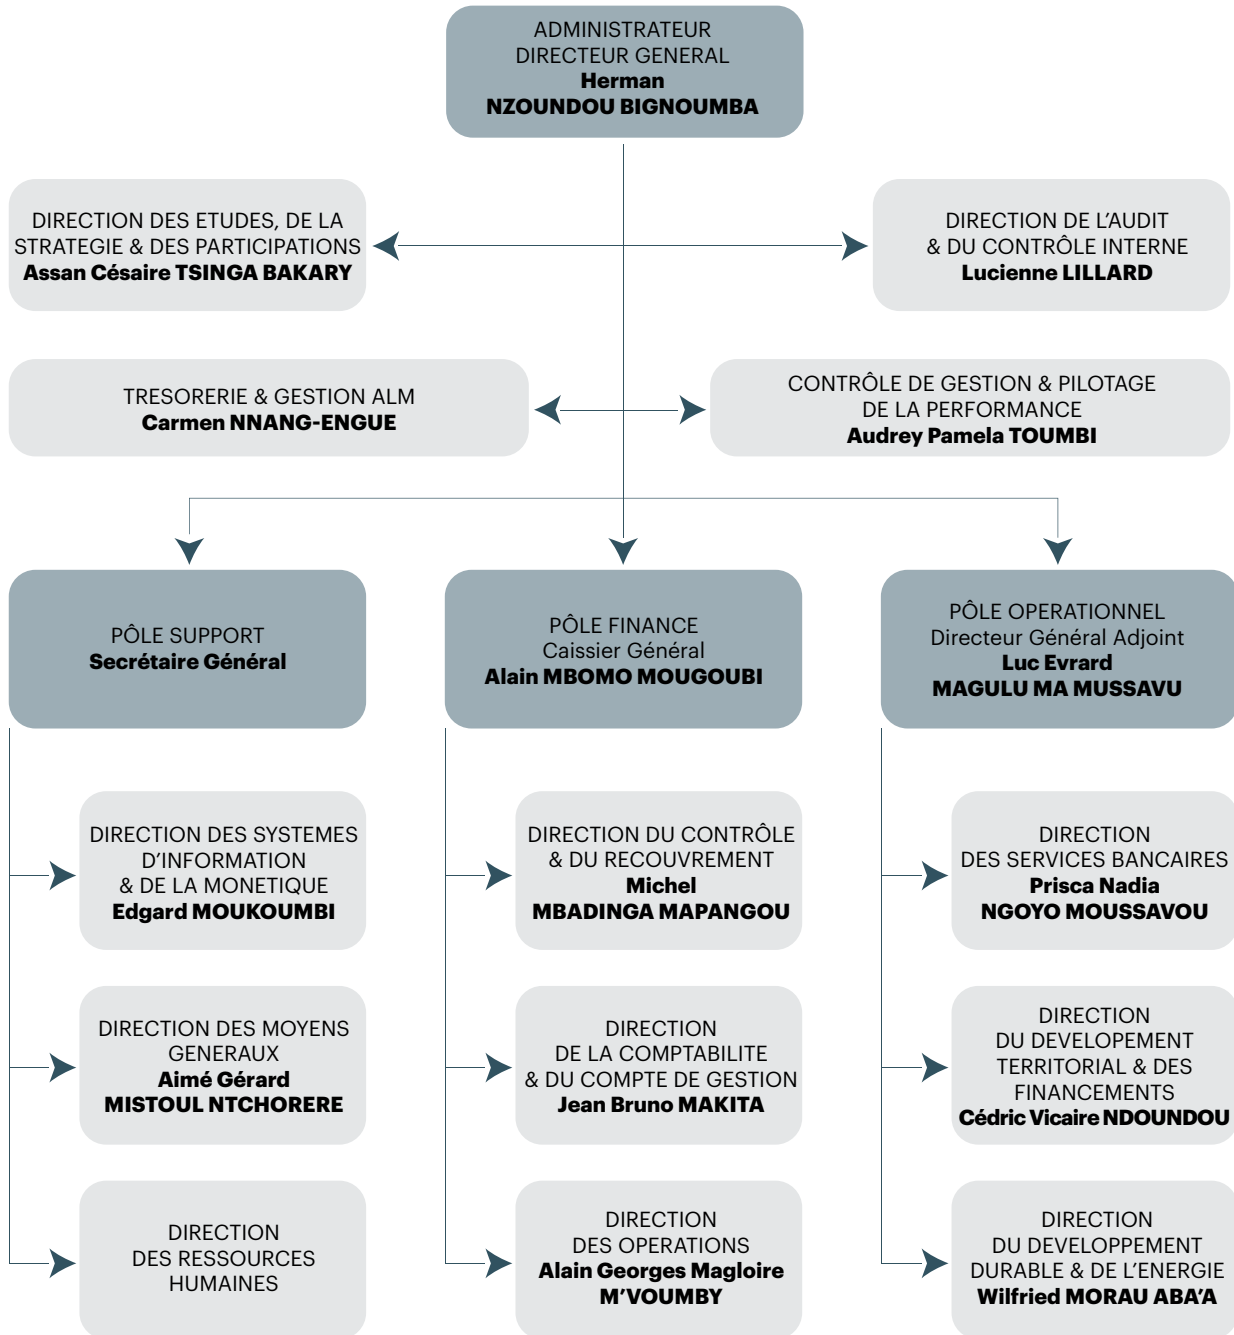 ADMINISTRATEUR
DIRECTEUR GENERAL
Herman
NZOUNDOU BIGNOUMBA
DIRECTION DES ETUDES, DE LA
STRATEGIE & DES PARTICIPATIONS
Assan Césaire TSINGA BAKARY
DIRECTION DE L’AUDIT
& DU CONTRÔLE INTERNE
Lucienne LILLARD
TRESORERIE & GESTION ALM
Carmen NNANG-ENGUE
CONTRÔLE DE GESTION & PILOTAGE
DE LA PERFORMANCE
Audrey Pamela TOUMBI
PÔLE SUPPORT
Secrétaire Général
PÔLE FINANCE
Caissier Général
Alain MBOMO MOUGOUBI
PÔLE OPERATIONNEL
Directeur Général Adjoint
Luc Evrard
MAGULU MA MUSSAVU
DIRECTION DES SYSTEMES
D’INFORMATION
& DE LA MONETIQUE
Edgard MOUKOUMBI
DIRECTION DU CONTRÔLE
& DU RECOUVREMENT
Michel
MBADINGA MAPANGOU
DIRECTION
DES SERVICES BANCAIRES
Prisca Nadia
NGOYO MOUSSAVOU
DIRECTION DES MOYENS
GENERAUX
Aimé Gérard
MISTOUL NTCHORERE
DIRECTION
DE LA COMPTABILITE
& DU COMPTE DE GESTION
Jean Bruno MAKITA
DIRECTION
DU DEVELOPEMENT
TERRITORIAL & DES
FINANCEMENTS
Cédric Vicaire NDOUNDOU
DIRECTION
DES RESSOURCES
HUMAINES
DIRECTION
DES OPERATIONS
Alain Georges Magloire
M’VOUMBY
DIRECTION
DU DEVELOPPEMENT
DURABLE & DE L’ENERGIE
Wilfried MORAU ABA’A